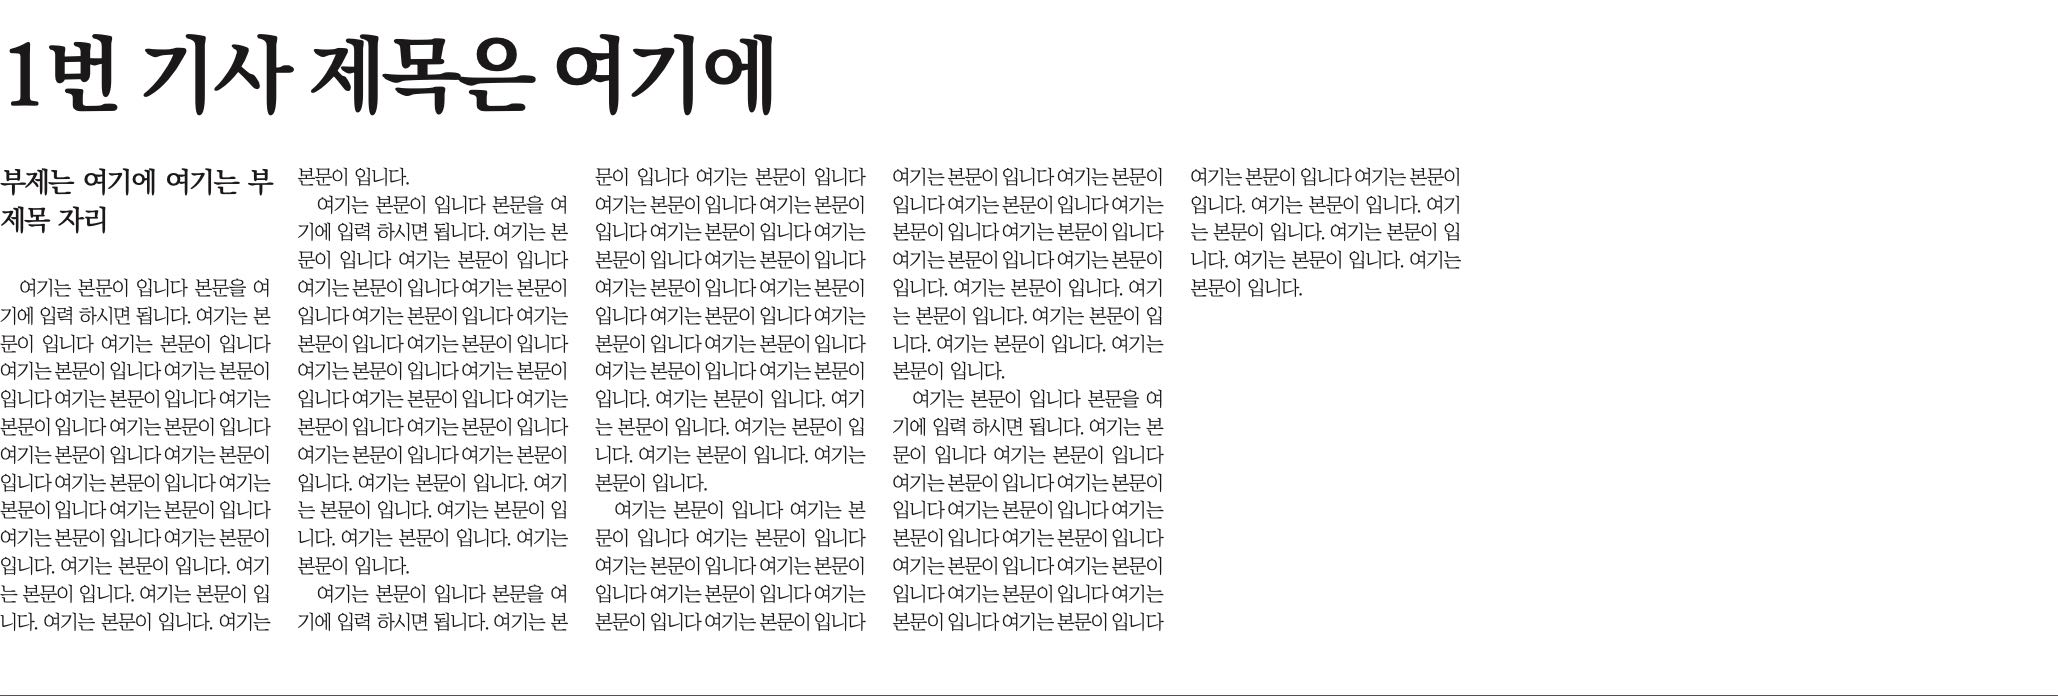 1번 기사 제목은 여기에
부제는 여기에 여기는 부
제목 자리
여기는 본문이 입니다 본문을 여
기에 입력 하시면 됩니다. 여기는 본
문이 입니다 여기는 본문이 입니다
여기는 본문이 입니다 여기는 본문이
입니다 여기는 본문이 입니다 여기는
본문이 입니다 여기는 본문이 입니다
여기는 본문이 입니다 여기는 본문이
입니다 여기는 본문이 입니다 여기는
본문이 입니다 여기는 본문이 입니다
여기는 본문이 입니다 여기는 본문이
입니다. 여기는 본문이 입니다. 여기
는 본문이 입니다. 여기는 본문이 입
니다. 여기는 본문이 입니다. 여기는
본문이 입니다.
여기는 본문이 입니다 본문을 여
기에 입력 하시면 됩니다. 여기는 본
문이 입니다 여기는 본문이 입니다
여기는 본문이 입니다 여기는 본문이
입니다 여기는 본문이 입니다 여기는
본문이 입니다 여기는 본문이 입니다
여기는 본문이 입니다 여기는 본문이
입니다 여기는 본문이 입니다 여기는
본문이 입니다 여기는 본문이 입니다
여기는 본문이 입니다 여기는 본문이
입니다. 여기는 본문이 입니다. 여기
는 본문이 입니다. 여기는 본문이 입
니다. 여기는 본문이 입니다. 여기는
본문이 입니다.
여기는 본문이 입니다 본문을 여
기에 입력 하시면 됩니다. 여기는 본
문이 입니다 여기는 본문이 입니다
여기는 본문이 입니다 여기는 본문이
입니다 여기는 본문이 입니다 여기는
본문이 입니다 여기는 본문이 입니다
여기는 본문이 입니다 여기는 본문이
입니다 여기는 본문이 입니다 여기는
본문이 입니다 여기는 본문이 입니다
여기는 본문이 입니다 여기는 본문이
입니다. 여기는 본문이 입니다. 여기
는 본문이 입니다. 여기는 본문이 입
니다. 여기는 본문이 입니다. 여기는
본문이 입니다.
여기는 본문이 입니다 여기는 본
문이 입니다 여기는 본문이 입니다
여기는 본문이 입니다 여기는 본문이
입니다 여기는 본문이 입니다 여기는
본문이 입니다 여기는 본문이 입니다
여기는 본문이 입니다 여기는 본문이
입니다 여기는 본문이 입니다 여기는
본문이 입니다 여기는 본문이 입니다
여기는 본문이 입니다 여기는 본문이
입니다. 여기는 본문이 입니다. 여기
는 본문이 입니다. 여기는 본문이 입
니다. 여기는 본문이 입니다. 여기는
본문이 입니다.
여기는 본문이 입니다 본문을 여
기에 입력 하시면 됩니다. 여기는 본
문이 입니다 여기는 본문이 입니다
여기는 본문이 입니다 여기는 본문이
입니다 여기는 본문이 입니다 여기는
본문이 입니다 여기는 본문이 입니다
여기는 본문이 입니다 여기는 본문이
입니다 여기는 본문이 입니다 여기는
본문이 입니다 여기는 본문이 입니다
여기는 본문이 입니다 여기는 본문이
입니다. 여기는 본문이 입니다. 여기
는 본문이 입니다. 여기는 본문이 입
니다. 여기는 본문이 입니다. 여기는
본문이 입니다.